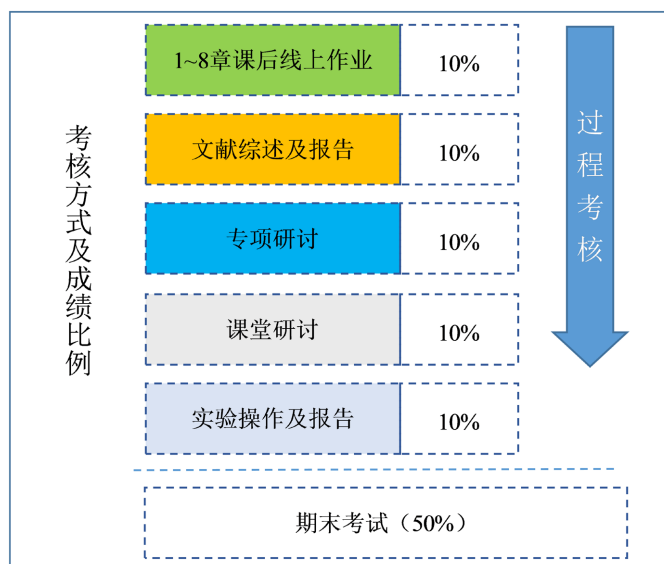 考核方式及成绩比例
1~8章课后线上作业 10%
文献综述及报告 10%
专项研讨 10%
课堂研讨 10%
实验操作及报告 10%
过程考核
期末考试（50%）